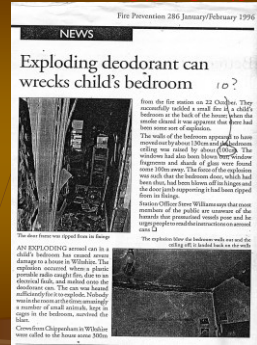 Fire Prevention 286 January/February 1996
NEWS
Exploding deodorant can
wrecks child's bedroom
10?
from the fire station on 22 October. They
successfully tackled a small fire in a child's
bedroom at the back of the house; when the
smoke cleared it was apparent that there had
been some sort of explosion.
The walls of the bedroom appeared to have
moved out by about 130cm and the bedroom
ceiling was raised by about 100cm. The
windows had also been blown out; window
fragments and shards of glass were found
some 100m away. The force of the explosion
was such that the bedroom door, which had
been shut, had been blown off its hinges and
the door jamb supporting it had been ripped
from its fixings.
Station Officer Steve Williams says that most
members of the public are unaware of the
hazards that pressurised vessels pose and he
urges people to read the instructions on aerosol
cans
The door frame was ripped from its fixings
The explosion blew the bedroom walls out and the
ceiling off; it landed back on the walls
AN EXPLODING aerosol can in a
child's bedroom has caused severe
damage to a house in Wiltshire. The
explosion occurred when a plastic
portable radio caught fire, due to an
electrical fault, and melted onto the
deodorant can. The can was heated
sufficiently for it to explode. Nobody
was in the room at the time; amazingly
a number of small animals, kept in
cages in the bedroom, survived the
blast.
Crews from Chippenham in Wiltshire
were called to the house some 300m